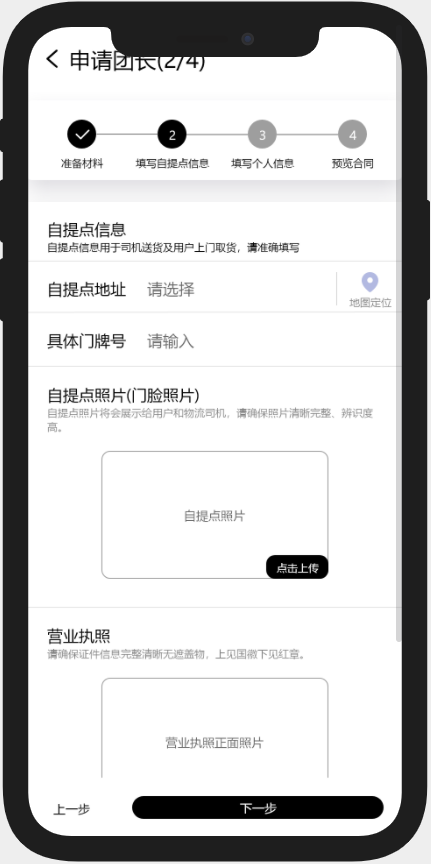 申请团长(2/4)
2
3
4
准备材料
填写自提点信息
填写个人信息
预览合同
自提点信息
自提点信息用于司机送货及用户上门取货，请准确填写
自提点地址
请选择
地图定位
具体门牌号
请输入
自提点照片(门脸照片)
自提点照片将会展示给用户和物流司机，请确保照片清晰完整、辨识度
高。
自提点照片
点击上传
营业执照
请确保证件信息完整清晰无遮盖物，上见国徽下见红章。
营业执照正面照片
上一步
下一步